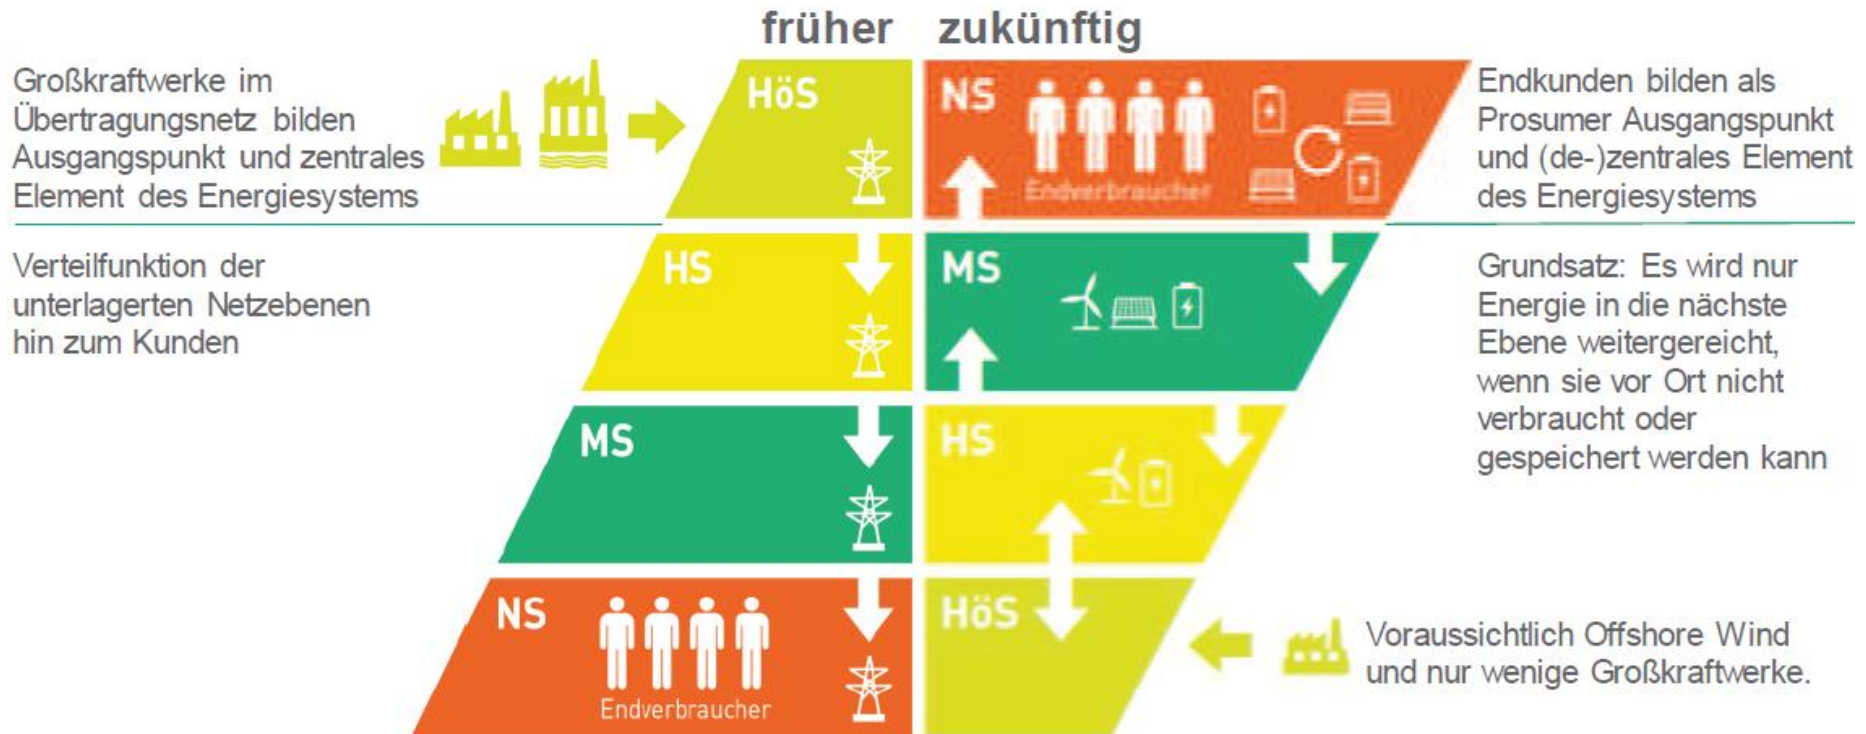 früher zukünftig
Großkraftwerke im
Übertragungsnetz bilden
Ausgangspunkt und zentrales
Element des Energiesystems
Verteilfunktion der
unterlagerten Netzebenen
hin zum Kunden
HöS
HS
MS
NS
Endverbraucher
NS
Endverbraucher
MS
HS
HöS
Endkunden bilden als
Prosumer Ausgangspunkt
und (de-)zentrales Element
des Energiesystems
Grundsatz: Es wird nur
Energie in die nächste
Ebene weitergereicht,
wenn sie vor Ort nicht
verbraucht oder
gespeichert werden kann
Voraussichtlich Offshore Wind
und nur wenige Großkraftwerke.